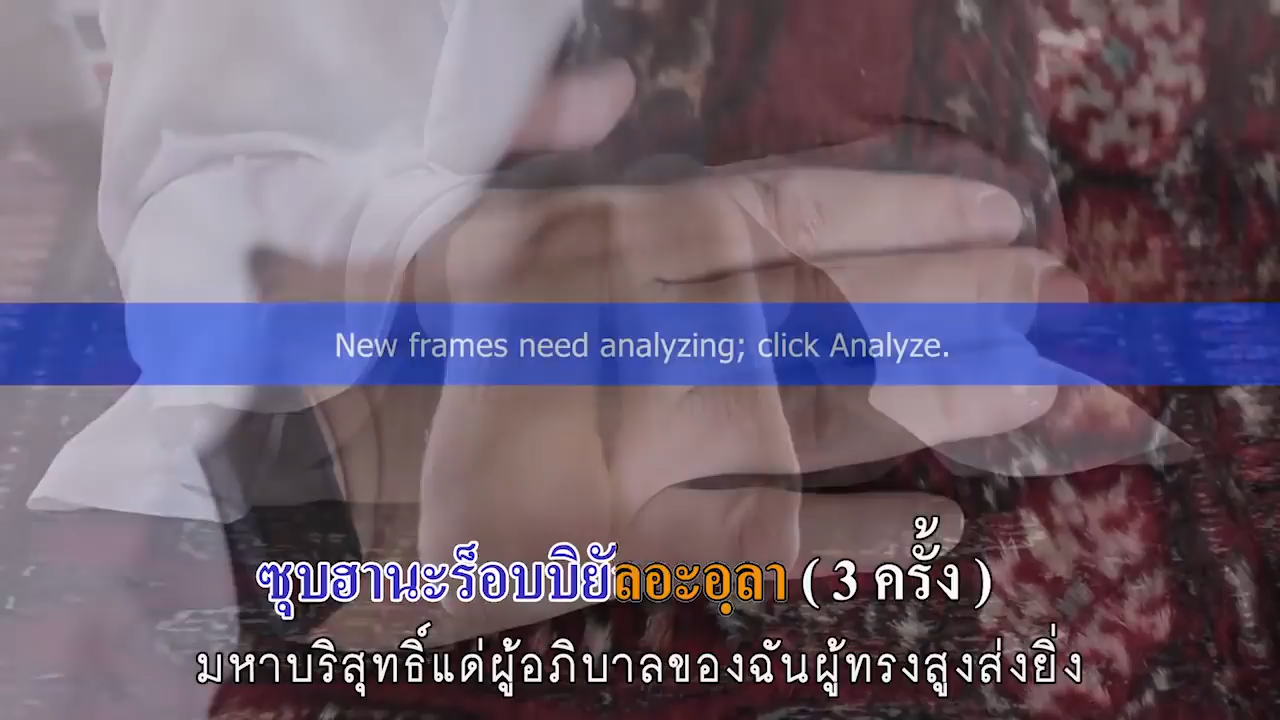 New frames need analyzing; click Analyze.
ซุบฮานะร็อบบิยัลอะอฺลา ( 3 ครั้ง )
มหาบริสุทธิ์แด่ผู้อภิบาลของฉันผู้ทรงสูงส่งยิ่ง